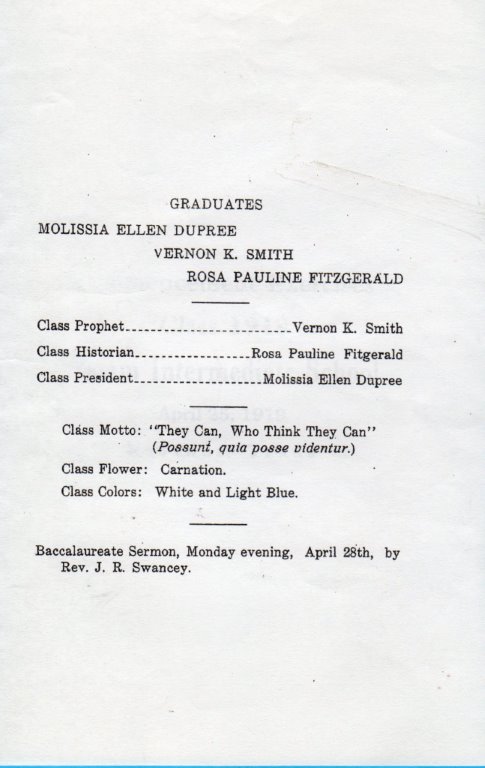 GRADUATES
MOLISSIA ELLEN DUPREE
VERNON K. SMITH
ROSA PAULINE FITZGERALD
Class Prophet Vernon K. Smith
Class Historian Rosa Pauline Fitgerald
Class President Molissia Ellen Dupree
Class Motto: "They Can, Who Think They Can"
(Possunt, quia posse videntur.)
Class Flower: Carnation.
Class Colors: White and Light Blue.
Baccalaureate Sermon, Monday evening, April 28th, by
Rev. J. R. Swancey.